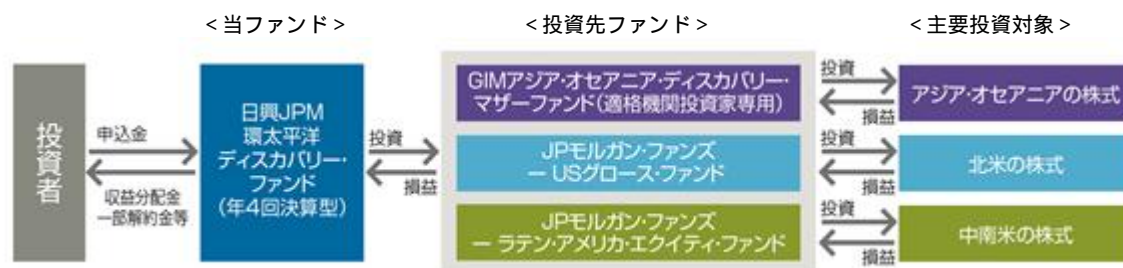 <当ファンド>
<投資先ファンド>
<主要投資対象>
投資者
申込金
収益分配金
一部解約金等
日興JPM
環太平洋
ディスカバリー・
ファンド
(年4回決算型)
投資
損益
GIMアジア・オセアニア・ディスカバリー・
マザーファンド(適格機関投資家専用)
JPモルガン・ファンズ
ー USグロース・ファンド
JPモルガン・ファンズ
ー ラテン・アメリカ・エクイティ・ファンド
投資
損益
アジア・オセアニアの株式
投資
損益
北米の株式
投資
損益
中南米の株式